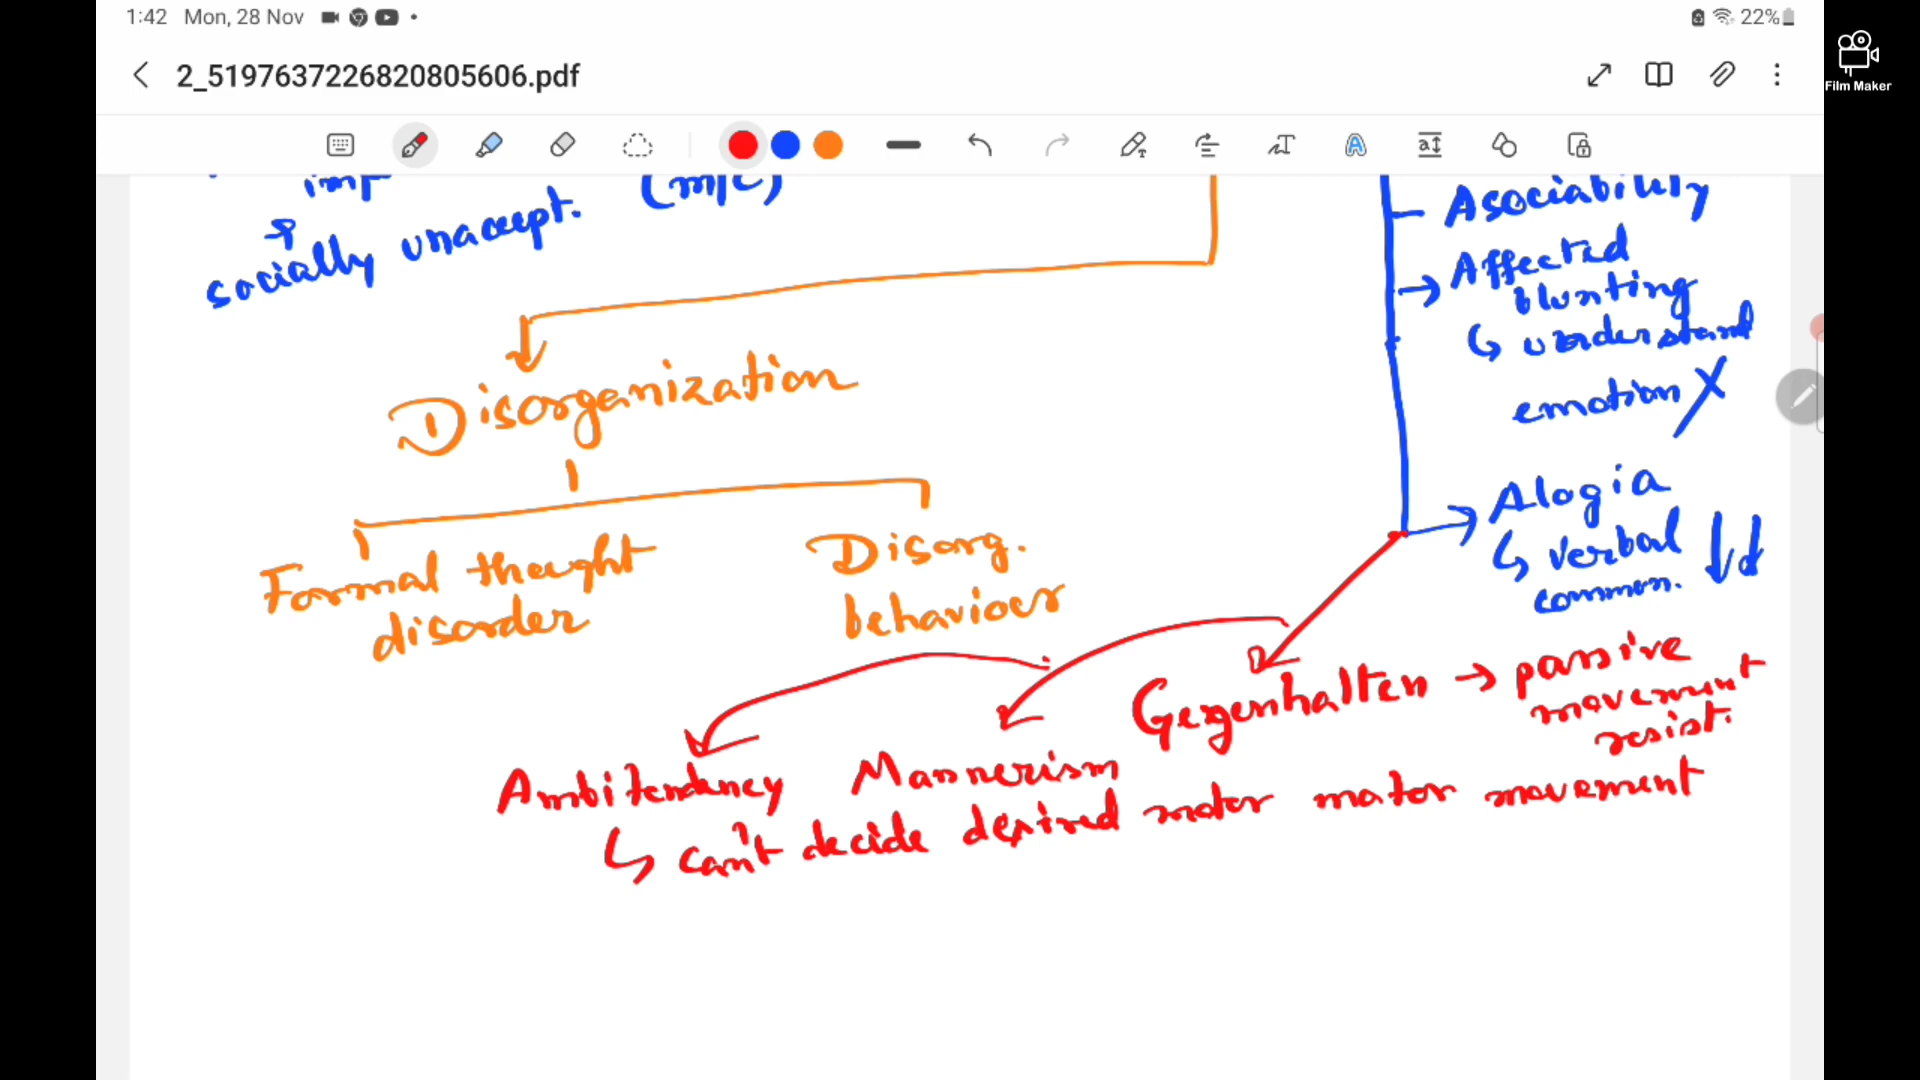 1:42 Mon, 28 Nov
22%
Film Maker
2_5197637226820805606.pdf
imp (m/c)
socially unaccept.
Asociability
Affected
blunting
understand
emotion X
Disorganization
Formal thought
disorder
Disorg.
behaviour
Alogia
verbal ↓↓
common.
Gegenhalten → passive
movement
resist.
Ambitendency Mannerism
can't decide desired motor motor movement